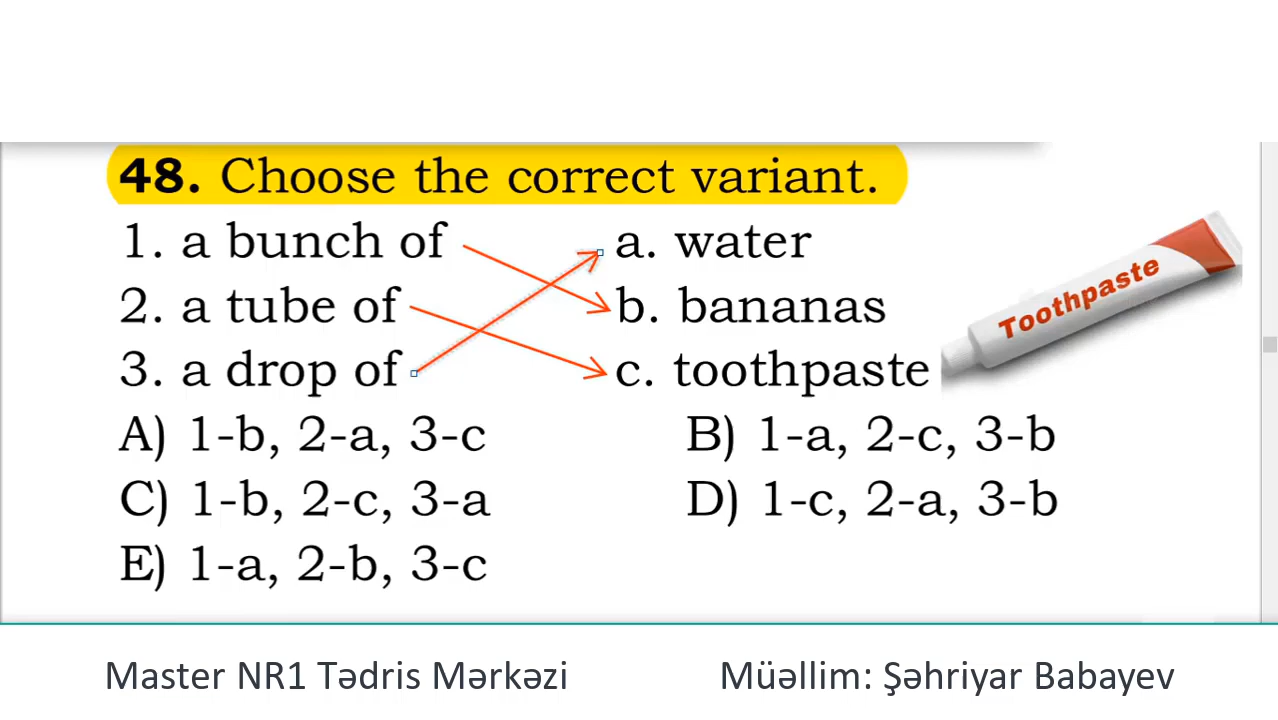 48. Choose the correct variant.
1. a bunch of a. water
2. a tube of b. bananas
3. a drop of c. toothpaste
Toothpaste
A) 1-b, 2-a, 3-c B) 1-a, 2-c, 3-b
C) 1-b, 2-c, 3-a D) 1-c, 2-a, 3-b
E) 1-a, 2-b, 3-c
Master NR1 Tədris Mərkəzi Müəllim: Şəhriyar Babayev